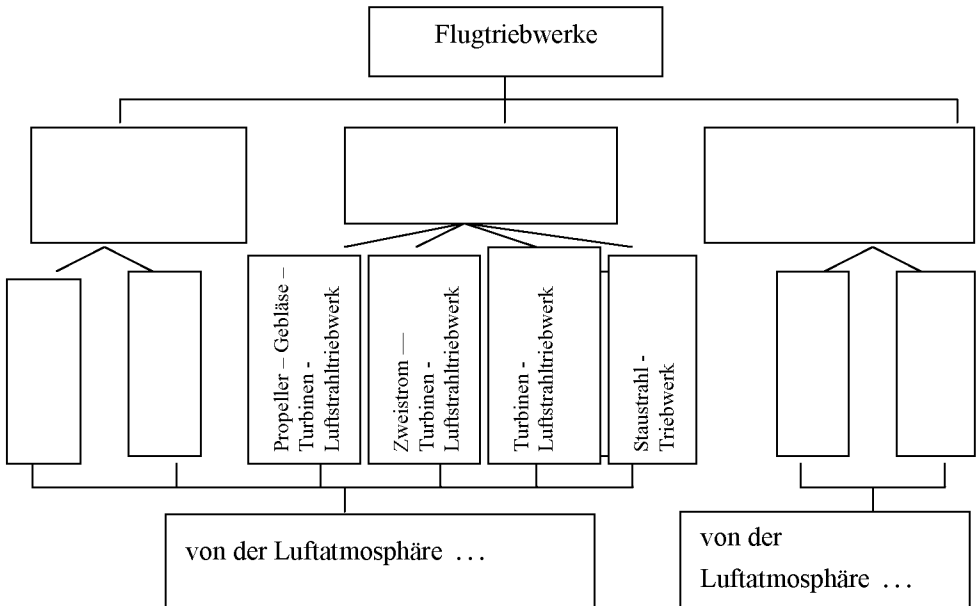 Flugtriebwerke
Propeller – Gebläse –
Turbinen -
Luftstrahltriebwerk
Zweistrom —
Turbinen -
Luftstrahltriebwerk
Turbinen -
Luftstrahltriebwerk
Staustrahl -
Triebwerk
von der Luftatmosphäre …
von der
Luftatmosphäre …